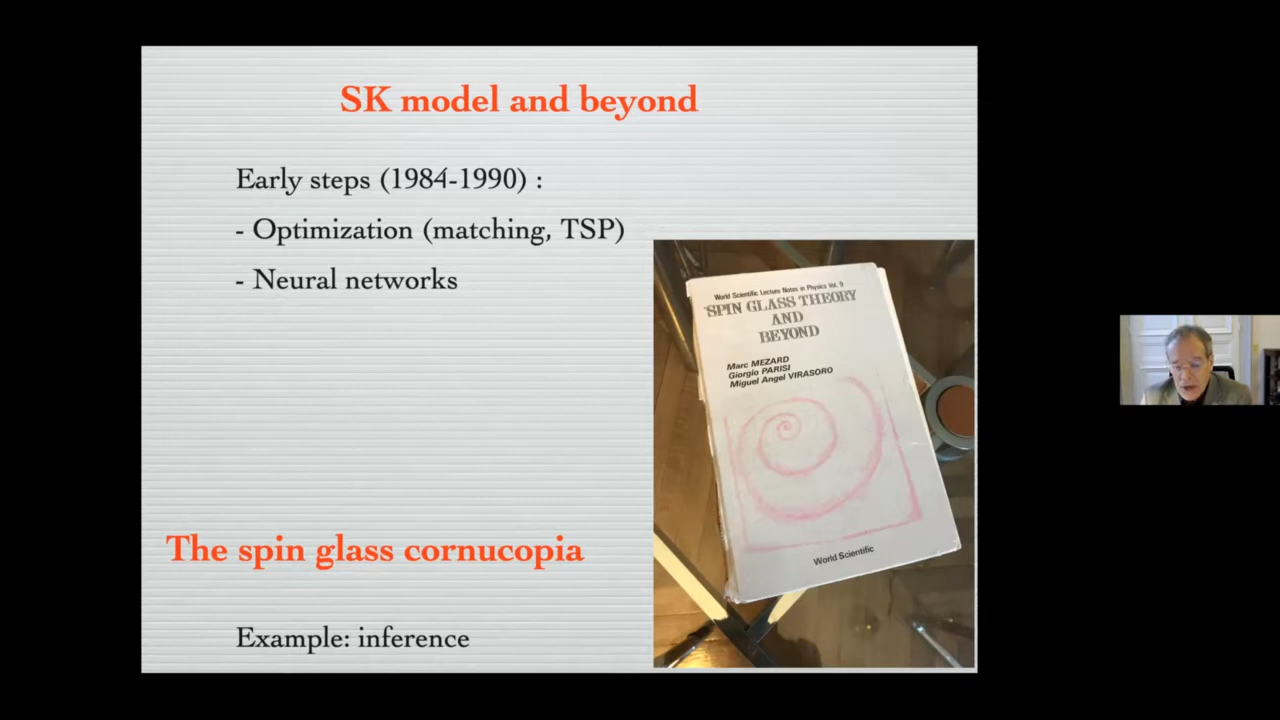 SK model and beyond
Early steps (1984-1990) :
- Optimization (matching, TSP)
- Neural networks
World Scientific Lecture Notes in Physics Vol. 9
SPIN GLASS THEORY
AND
BEYOND
Marc MEZARD
Giorgio PARISI
Miguel Angel VIRASORO
World Scientific
The spin glass cornucopia
Example: inference